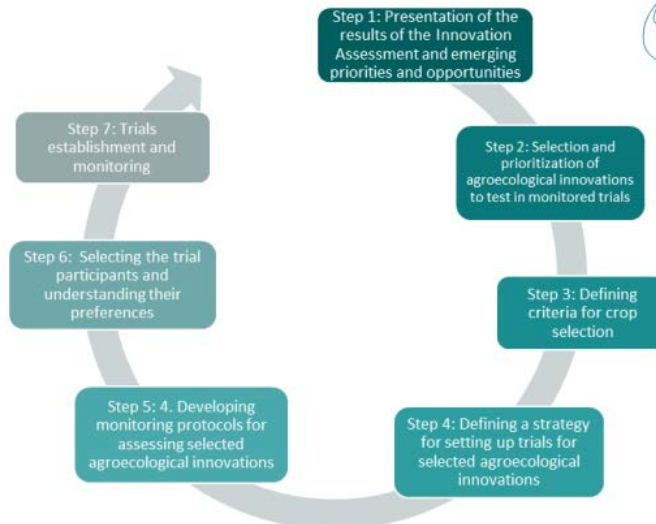 Step 1: Presentation of the
results of the Innovation
Assessment and emerging
priorities and opportunities
Step 2: Selection and
prioritization of
agroecological innovations
to test in monitored trials
Step 3: Defining
criteria for crop
selection
Step 4: Defining a strategy
for setting up trials for
selected agroecological
innovations
Step 5: 4. Developing
monitoring protocols for
assessing selected
agroecological innovations
Step 6:  Selecting the trial
participants and
understanding their
preferences
Step 7: Trials
establishment and
monitoring